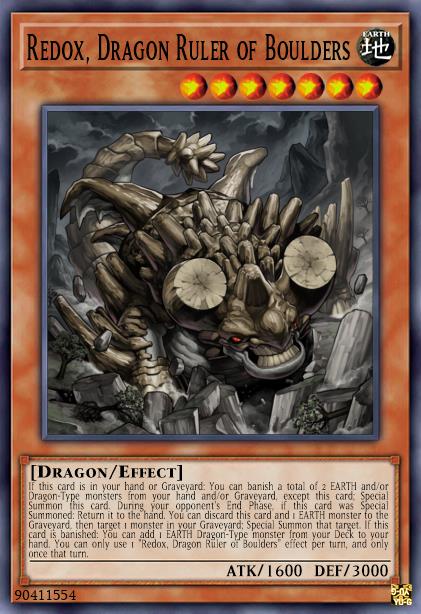 REDOX, DRAGON RULER OF BOULDERS
EARTH
地
[DRAGON/EFFECT]
If this card is in your hand or Graveyard: You can banish a total of 2 EARTH and/or
Dragon-Type monsters from your hand and/or Graveyard, except this card; Special
Summon this card. During your opponent's End Phase, if this card was Special
Summoned: Return it to the hand. You can discard this card and 1 EARTH monster to the
Graveyard, then target 1 monster in your Graveyard; Special Summon that target. If this
card is banished: You can add 1 EARTH Dragon-Type monster from your Deck to your
hand. You can only use 1 "Redox, Dragon Ruler of Boulders" effect per turn, and only
once that turn.
ATK/1600 DEF/3000
90411554